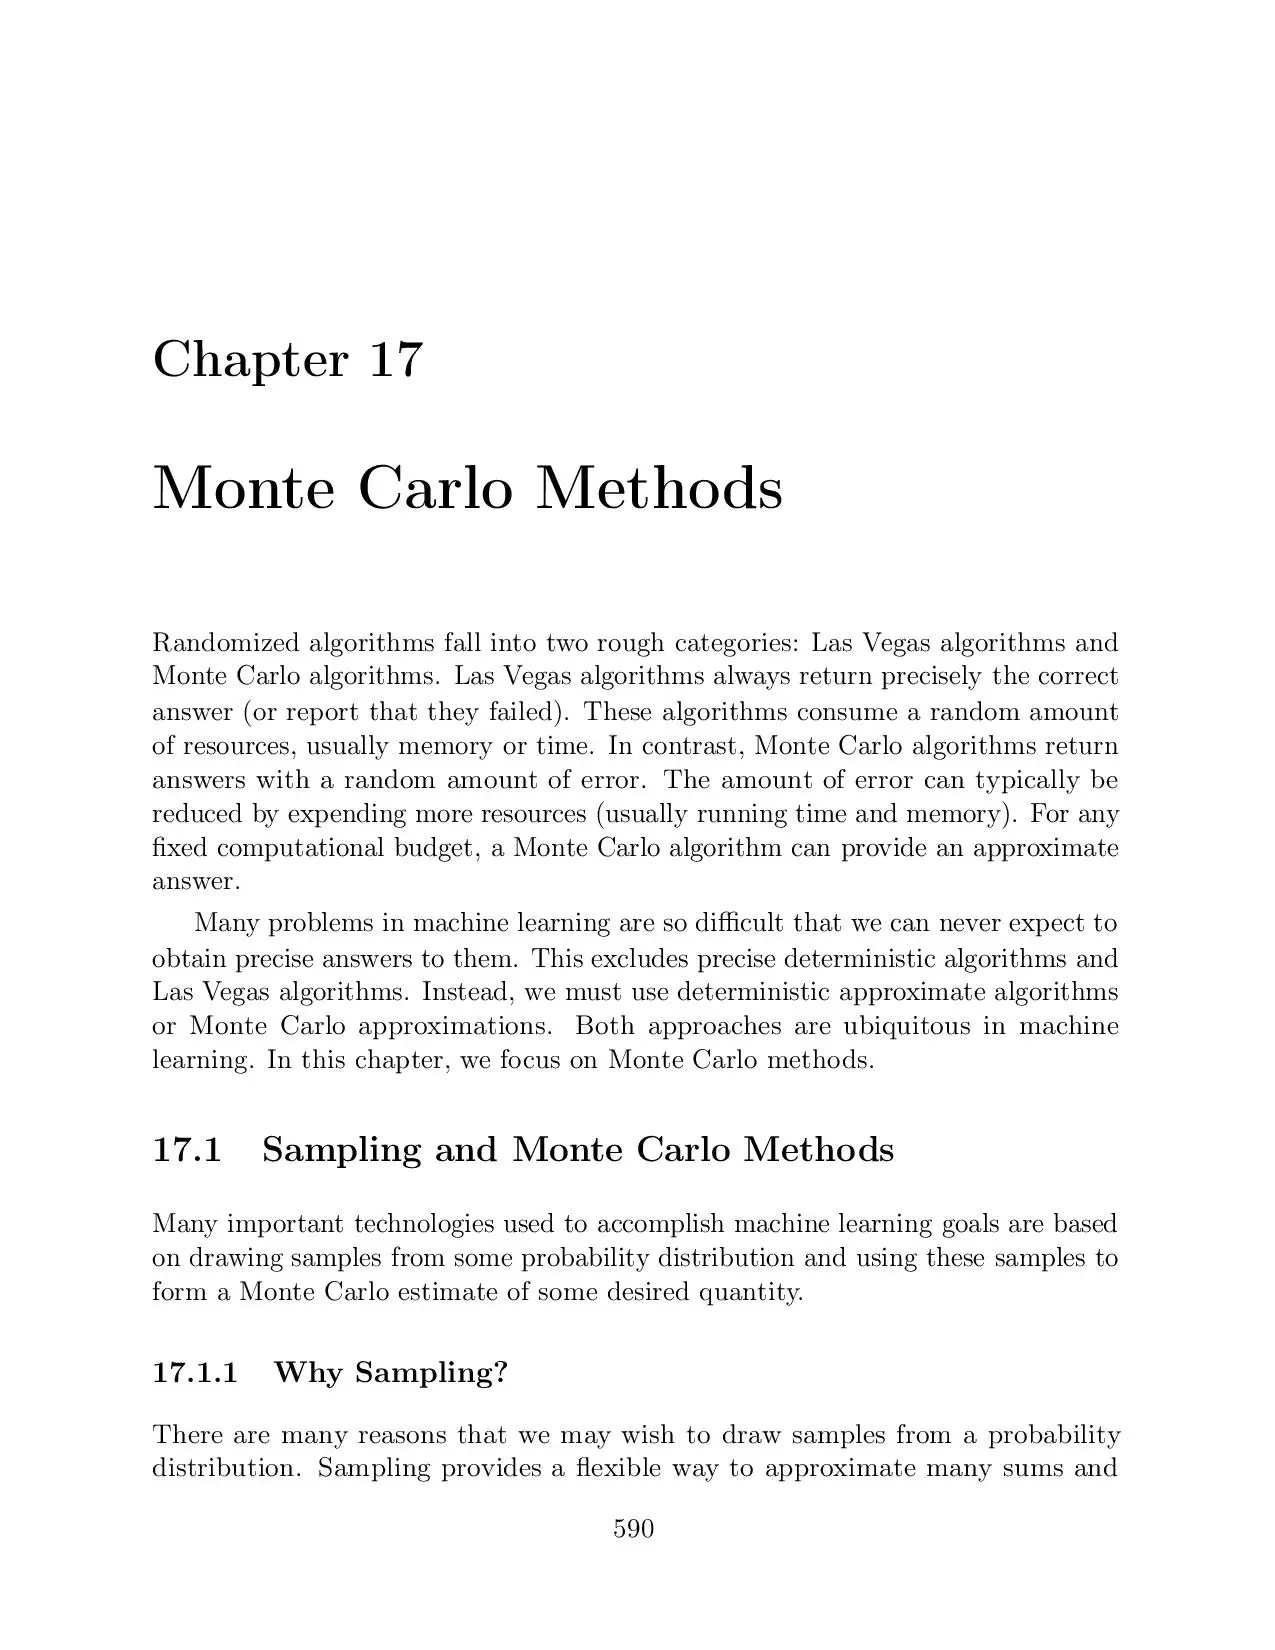 Chapter 17
Monte Carlo Methods
Randomized algorithms fall into two rough categories: Las Vegas algorithms and
Monte Carlo algorithms. Las Vegas algorithms always return precisely the correct
answer (or report that they failed). These algorithms consume a random amount
of resources, usually memory or time. In contrast, Monte Carlo algorithms return
answers with a random amount of error. The amount of error can typically be
reduced by expending more resources (usually running time and memory). For any
fixed computational budget, a Monte Carlo algorithm can provide an approximate
answer.
Many problems in machine learning are so difficult that we can never expect to
obtain precise answers to them. This excludes precise deterministic algorithms and
Las Vegas algorithms. Instead, we must use deterministic approximate algorithms
or Monte Carlo approximations. Both approaches are ubiquitous in machine
learning. In this chapter, we focus on Monte Carlo methods.
17.1 Sampling and Monte Carlo Methods
Many important technologies used to accomplish machine learning goals are based
on drawing samples from some probability distribution and using these samples to
form a Monte Carlo estimate of some desired quantity.
17.1.1 Why Sampling?
There are many reasons that we may wish to draw samples from a probability
distribution. Sampling provides a flexible way to approximate many sums and
590